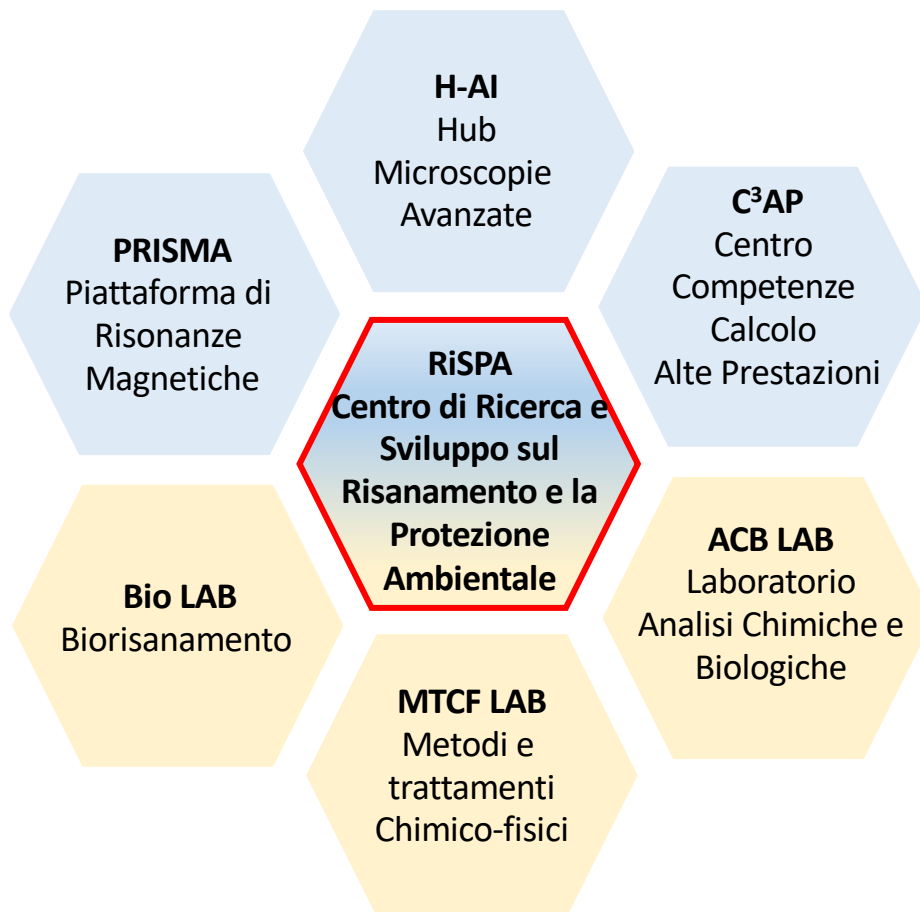 H-AI
Hub
Microscopie
Avanzate
PRISMA
Piattaforma di
Risonanze
Magnetiche
C³AP
Centro
Competenze
Calcolo
Alte Prestazioni
RiSPA
Centro di Ricerca e
Sviluppo sul
Risanamento e la
Protezione
Ambientale
Bio LAB
Biorisanamento
ACB LAB
Laboratorio
Analisi Chimiche e
Biologiche
MTCF LAB
Metodi e
trattamenti
Chimico-fisici